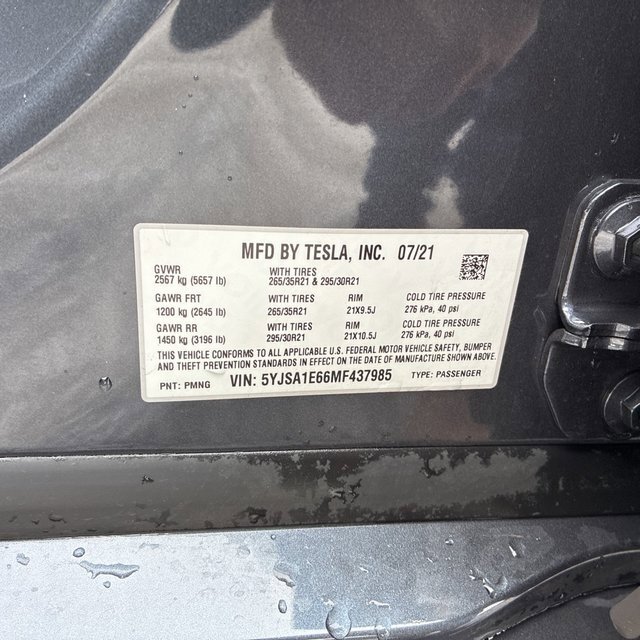 MFD BY TESLA, INC. 07/21
GVWR WITH TIRES
2567 kg (5657 lb) 265/35R21 & 295/30R21
GAWR FRT WITH TIRES RIM COLD TIRE PRESSURE
1200 kg (2645 lb) 265/35R21 21X9.5J 276 kPa, 40 psi
GAWR RR WITH TIRES RIM COLD TIRE PRESSURE
1450 kg (3196 lb) 295/30R21 21X10.5J 276 kPa, 40 psi
THIS VEHICLE CONFORMS TO ALL APPLICABLE U.S. FEDERAL MOTOR VEHICLE SAFETY, BUMPER
AND THEFT PREVENTION STANDARDS IN EFFECT ON THE DATE OF MANUFACTURE SHOWN ABOVE.
PNT: PMNG VIN: 5YJSA1E66MF437985 TYPE: PASSENGER